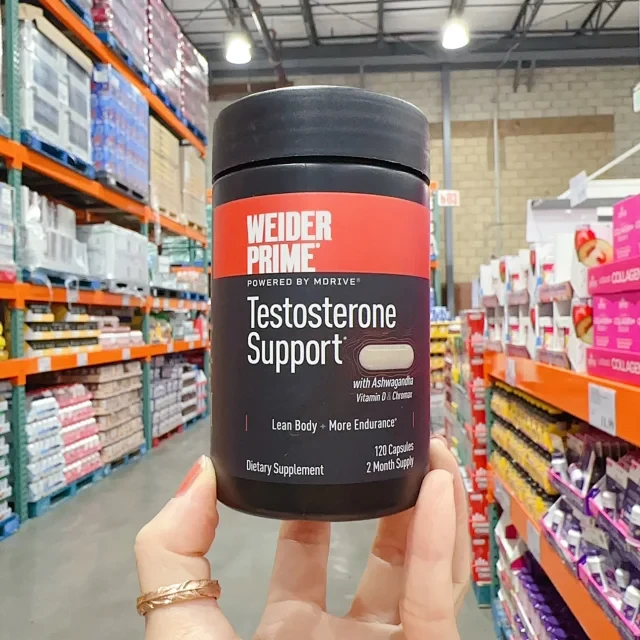 WEIDER
PRIME®
POWERED BY MDRIVE®
Testosterone
Support*
with Ashwagandha
Vitamin D & Chromax
Lean Body + More Endurance*
120 Capsules
Dietary Supplement
2 Month Supply
COLLAGEN
COLLAGEN